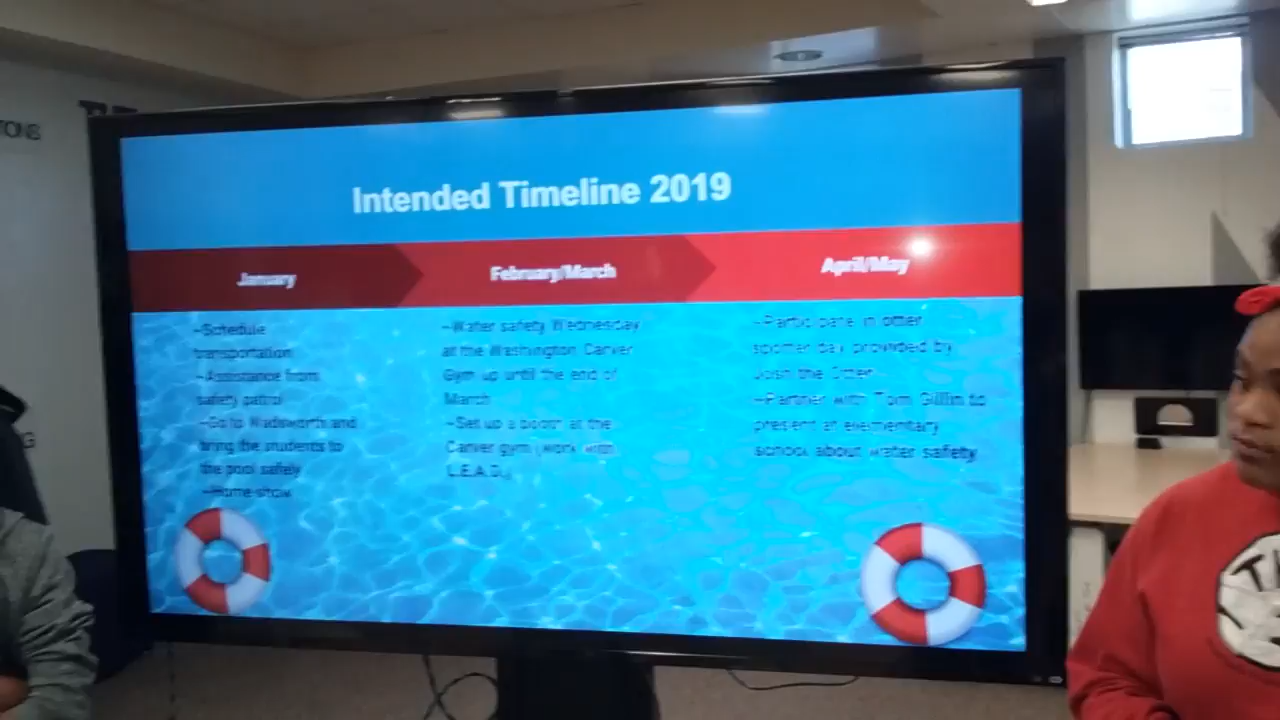 TIONS
Intended Timeline 2019
January
February/March
April/May
~Schedule
transportation
~Assistance from
safety patrol
~Go to Wadsworth and
bring the students to
the pool safely
~Home show
~Water safety Wednesday
at the Washington Carver
Gym up until the end of
March
~Set up a booth at the
Carver gym (work with
L.E.A.D.)
~Participate in otter
spotter day provided by
Josh the Otter
~Partner with Tom Gillin to
present at elementary
school about water safety
TH